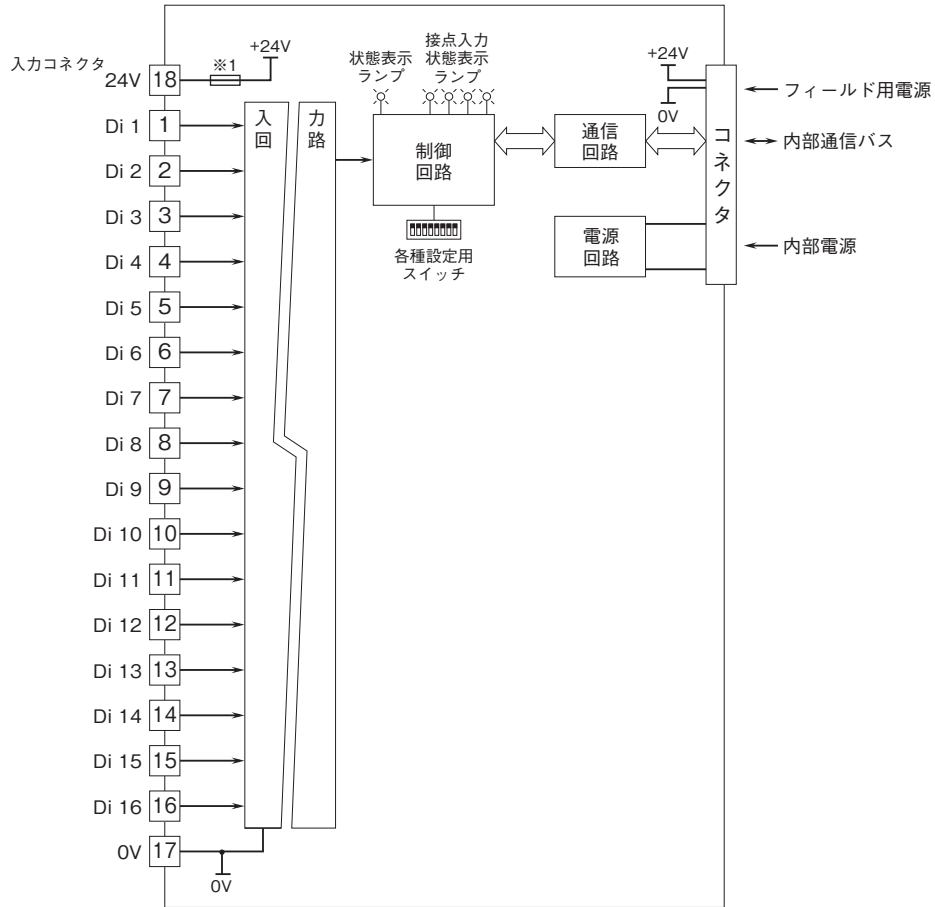 入力コネクタ
24V 18 ※1 +24V
Di 1 1
Di 2 2
Di 3 3
Di 4 4
Di 5 5
Di 6 6
Di 7 7
Di 8 8
Di 9 9
Di 10 10
Di 11 11
Di 12 12
Di 13 13
Di 14 14
Di 15 15
Di 16 16
0V 17
0V
入 力
回 路
状態表示
ランプ
接点入力
状態表示
ランプ
制御
回路
各種設定用
スイッチ
通信
回路
電源
回路
+24V
0V
コネクタ
フィールド用電源
内部通信バス
内部電源